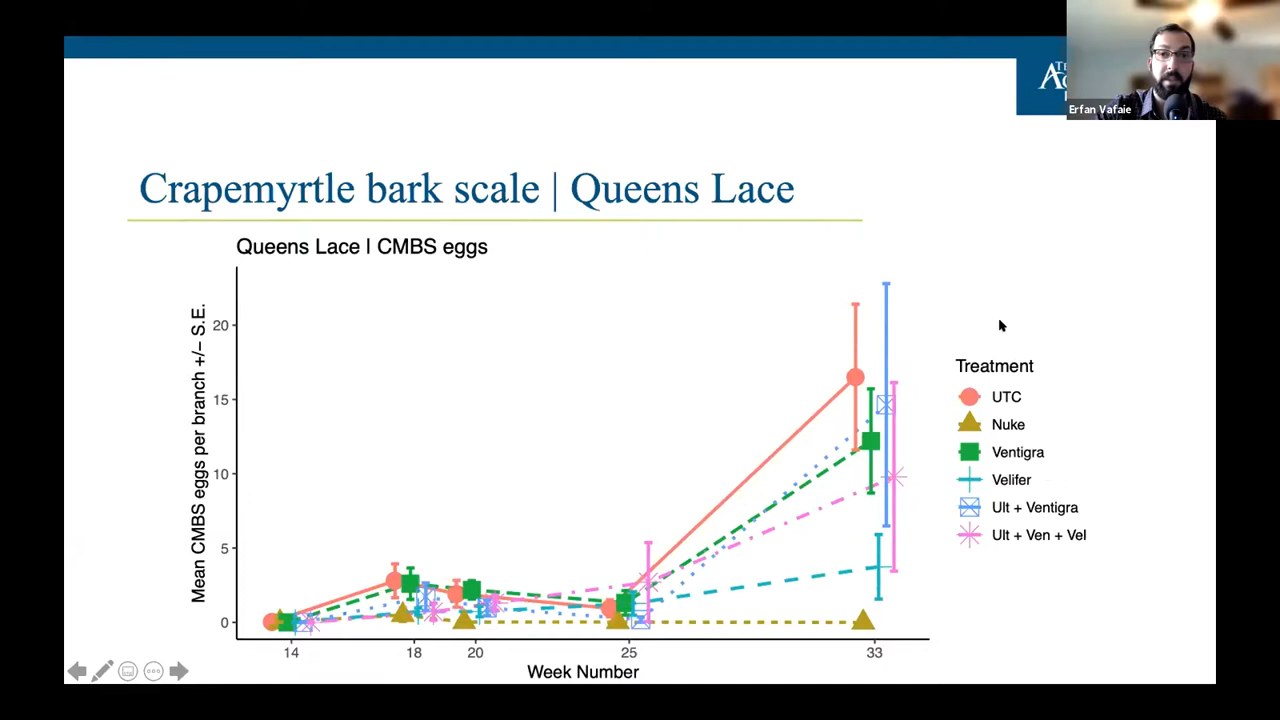 Erfan Vafaie
Crapemyrtle bark scale | Queens Lace
Queens Lace | CMBS eggs
Mean CMBS eggs per branch +/− S.E.
20
15
10
5
0
14
18
20
25
33
Week Number
Treatment
UTC
Nuke
Ventigra
Velifer
Ult + Ventigra
Ult + Ven + Vel